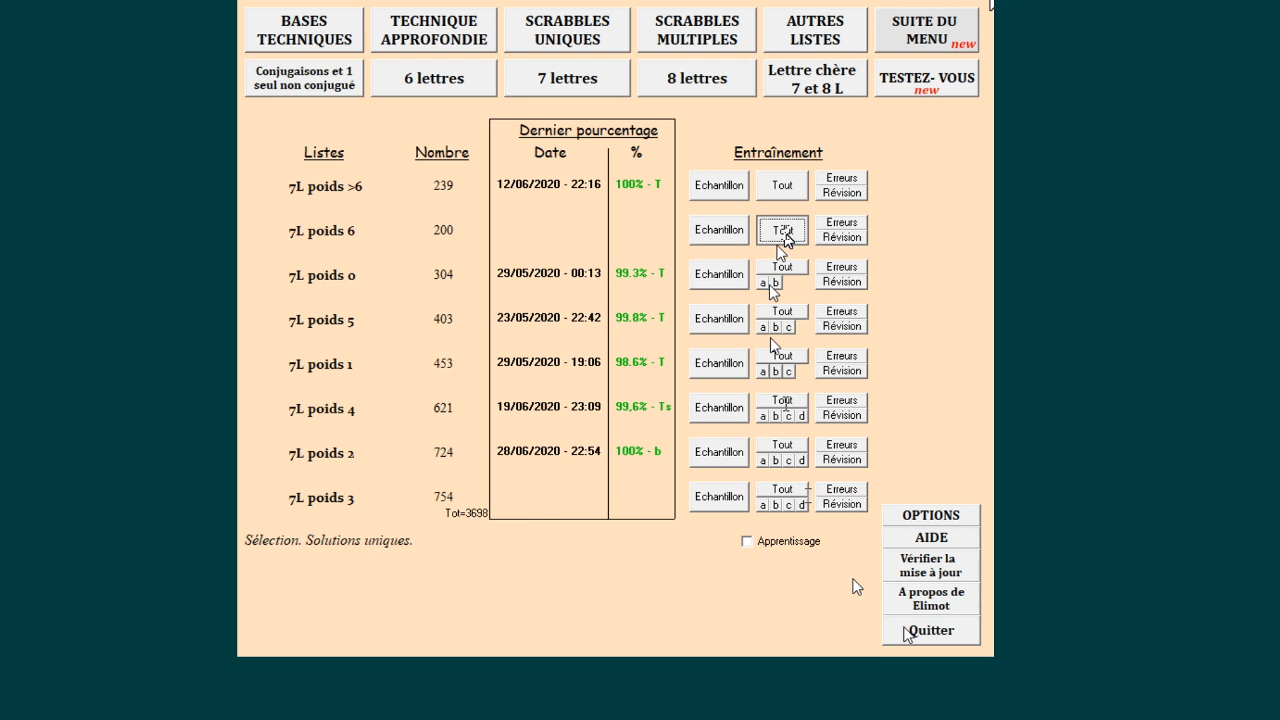 BASES
TECHNIQUES
TECHNIQUE
APPROFONDIE
SCRABBLES
UNIQUES
SCRABBLES
MULTIPLES
AUTRES
LISTES
SUITE DU
MENU new
Conjugaisons et 1
seul non conjugué
6 lettres
7 lettres
8 lettres
Lettre chère
7 et 8 L
TESTEZ- VOUS
new
Dernier pourcentage
Listes Nombre Date % Entraînement
7L poids >6 239 12/06/2020 - 22:16 100% - T Echantillon Tout Erreurs
Révision
7L poids 6 200 Echantillon Tout Erreurs
Révision
7L poids 0 304 29/05/2020 - 00:13 99.3% - T Echantillon Tout Erreurs
a b Révision
7L poids 5 403 23/05/2020 - 22:42 99.8% - T Echantillon Tout Erreurs
a b c Révision
7L poids 1 453 29/05/2020 - 19:06 98.6% - T Echantillon Tout Erreurs
a b c Révision
7L poids 4 621 19/06/2020 - 23:09 99,6% - Ts Echantillon Tout Erreurs
a b c d Révision
7L poids 2 724 28/06/2020 - 22:54 100% - b Echantillon Tout Erreurs
a b c d Révision
7L poids 3 754 Echantillon Tout Erreurs
a b c d Révision
Tot=3698
Sélection. Solutions uniques.
Apprentissage
OPTIONS
AIDE
Vérifier la
mise à jour
A propos de
Elimot
Quitter